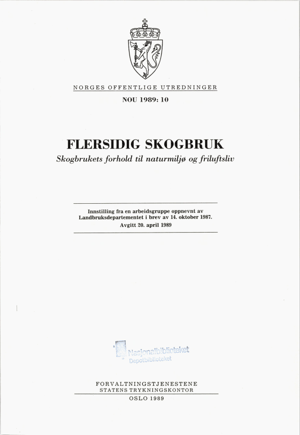 NORGES OFFENTLIGE UTREDNINGER
NOU 1989: 10
FLERSIDIG SKOGBRUK
Skogbrukets forhold til naturmiljø og friluftsliv
Innstilling fra en arbeidsgruppe oppnevnt av
Landbruksdepartementet i brev av 14. oktober 1987.
Avgitt 20. april 1989
Nasjonalbiblioteket
FORVALTNINGSTJENESTENE
STATENS TRYKNINGSKONTOR
OSLO 1989